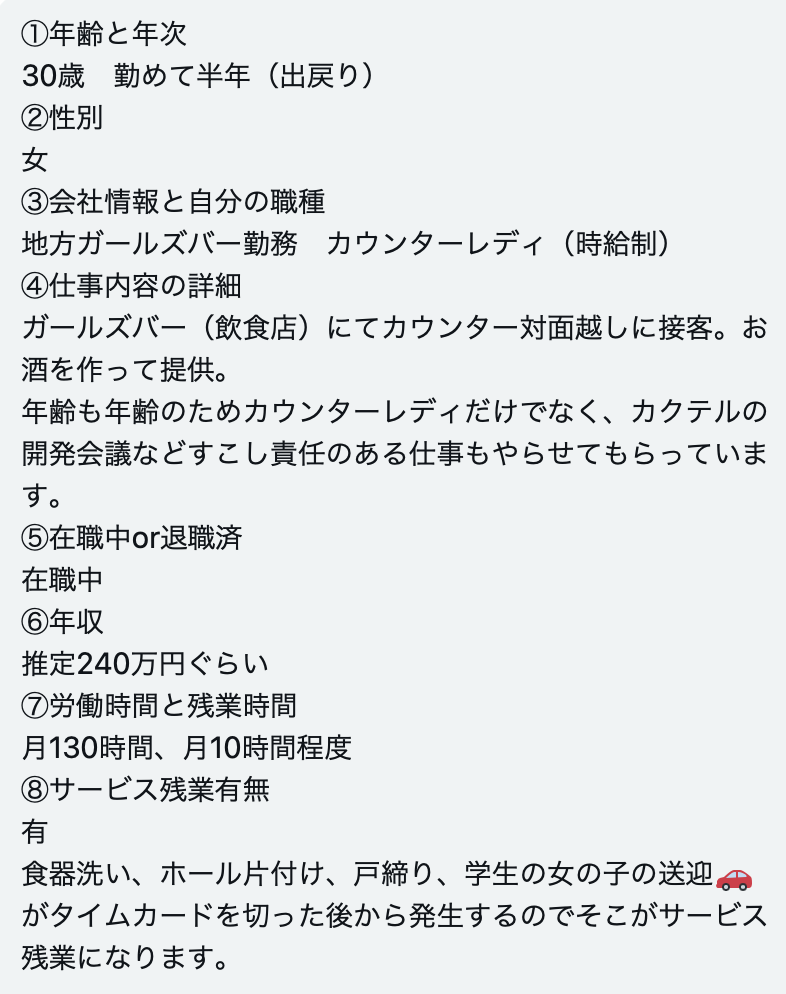 ①年齢と年次
30歳　勤めて半年（出戻り）
②性別
女
③会社情報と自分の職種
地方ガールズバー勤務　カウンターレディ（時給制）
④仕事内容の詳細
ガールズバー（飲食店）にてカウンター対面越しに接客。お
酒を作って提供。
年齢も年齢のためカウンターレディだけでなく、カクテルの
開発会議などすこし責任のある仕事もやらせてもらっていま
す。
⑤在職中or退職済
在職中
⑥年収
推定240万円ぐらい
⑦労働時間と残業時間
月130時間、月10時間程度
⑧サービス残業有無
有
食器洗い、ホール片付け、戸締り、学生の女の子の送迎🚗
がタイムカードを切った後から発生するのでそこがサービス
残業になります。